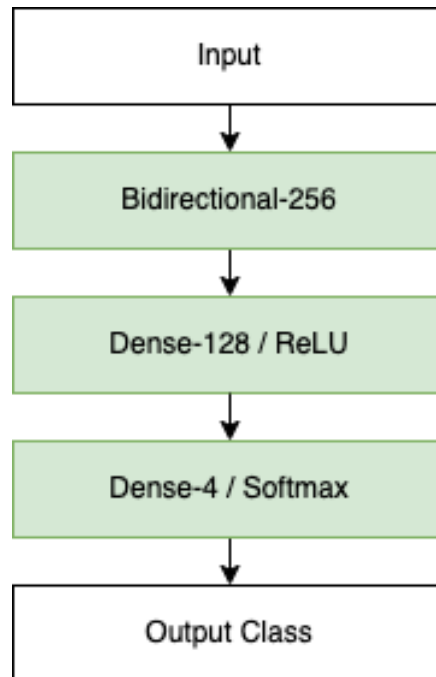 Input
Bidirectional-256
Dense-128 / ReLU
Dense-4 / Softmax
Output Class